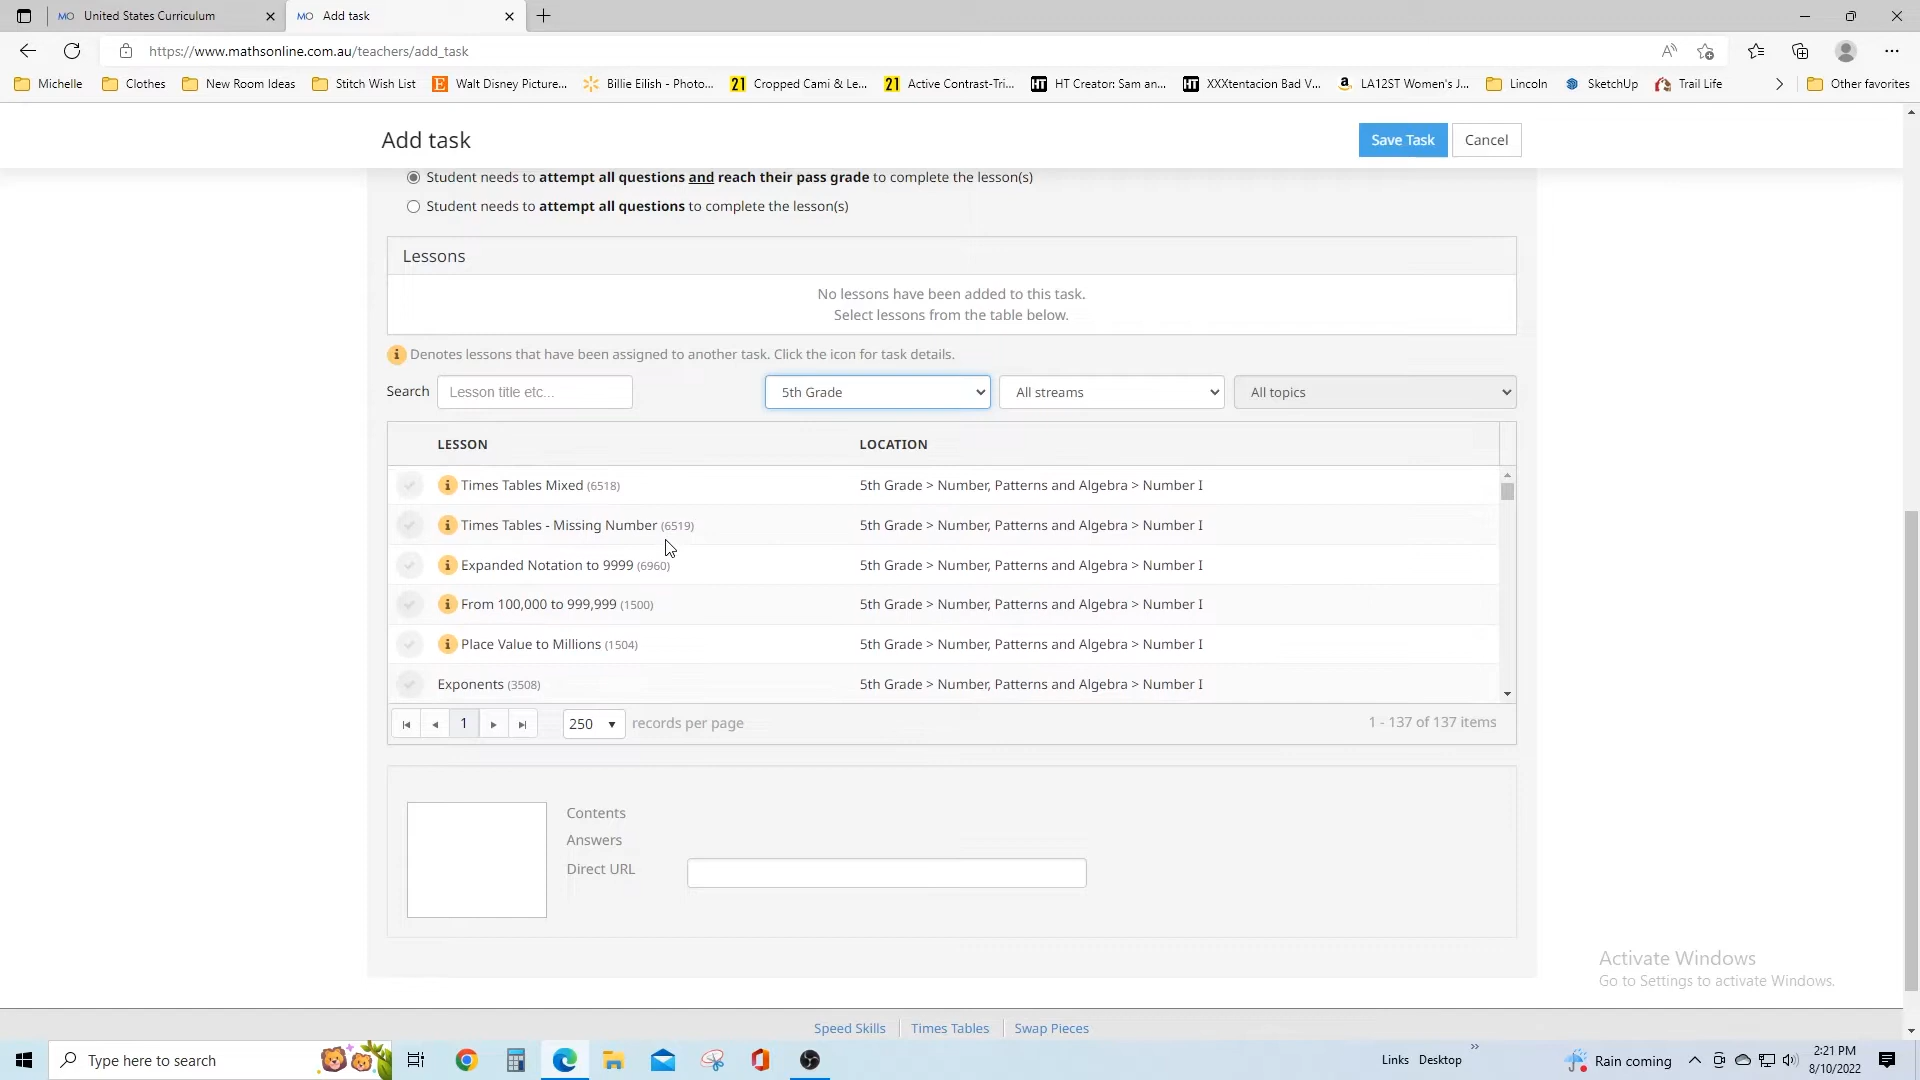 United States Curriculum
Add task
https://www.mathsonline.com.au/teachers/add_task
Michelle
Clothes
New Room Ideas
Stitch Wish List
Walt Disney Picture...
Billie Eilish - Photo...
Cropped Cami & Le...
Active Contrast-Tri...
HT Creator: Sam an...
XXXtentacion Bad V...
LA12ST Women's J...
Lincoln
SketchUp
Trail Life
Other favorites
Add task
Save Task
Cancel
Student needs to attempt all questions and reach their pass grade to complete the lesson(s)
Student needs to attempt all questions to complete the lesson(s)
Lessons
No lessons have been added to this task.
Select lessons from the table below.
Denotes lessons that have been assigned to another task. Click the icon for task details.
Search
Lesson title etc...
5th Grade
All streams
All topics
LESSON LOCATION
Times Tables Mixed (6518) 5th Grade > Number, Patterns and Algebra > Number I
Times Tables - Missing Number (6519) 5th Grade > Number, Patterns and Algebra > Number I
Expanded Notation to 9999 (6960) 5th Grade > Number, Patterns and Algebra > Number I
From 100,000 to 999,999 (1500) 5th Grade > Number, Patterns and Algebra > Number I
Place Value to Millions (1504) 5th Grade > Number, Patterns and Algebra > Number I
Exponents (3508) 5th Grade > Number, Patterns and Algebra > Number I
1 250 records per page 1 - 137 of 137 items
Contents
Answers
Direct URL
Activate Windows
Go to Settings to activate Windows.
Speed Skills
Times Tables
Swap Pieces
Type here to search
Links Desktop
Rain coming
2:21 PM
8/10/2022